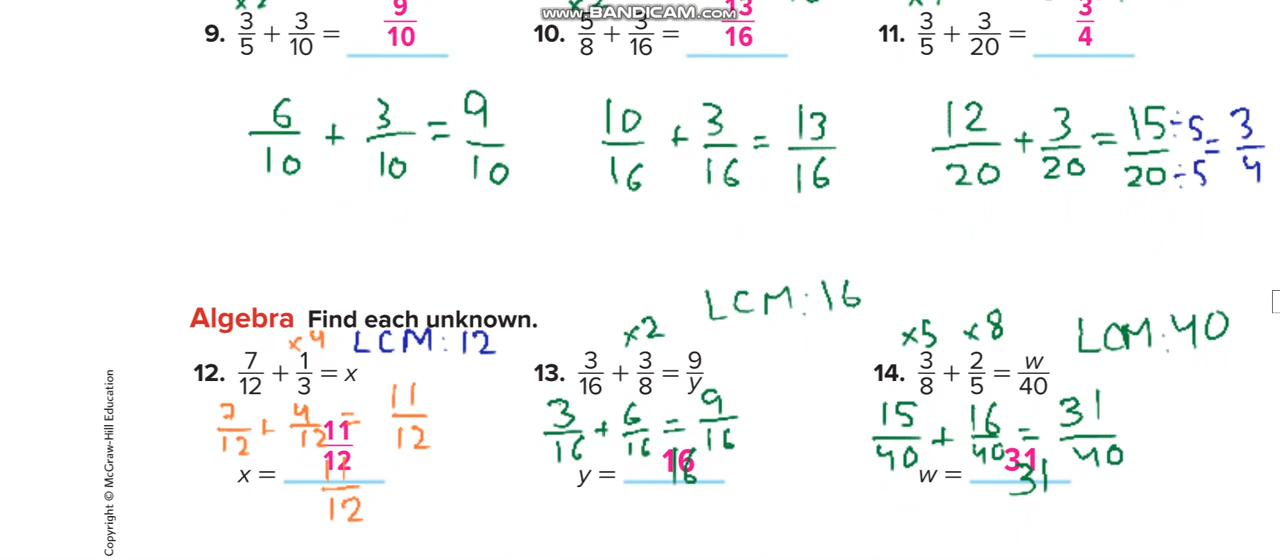 www.BANDICAM.com
×2
9. 3/5 + 3/10 = 9/10
10. 5/8 + 3/16 = 13/16
11. 3/5 + 3/20 = 3/4
6/10 + 3/10 = 9/10
10/16 + 3/16 = 13/16
12/20 + 3/20 = 15÷5/20÷5 = 3/4
LCM:16
Algebra Find each unknown.
×4 LCM:12
×2
×5 ×8 LCM:40
12. 7/12 + 1/3 = x
13. 3/16 + 3/8 = 9/y
14. 3/8 + 2/5 = w/40
7/12 + 4/12 = 11/12
3/16 + 6/16 = 9/16
15/40 + 16/40 = 31/40
x = 11/12
11/12
y = 16
16
w = 31
31
Copyright © McGraw-Hill Education